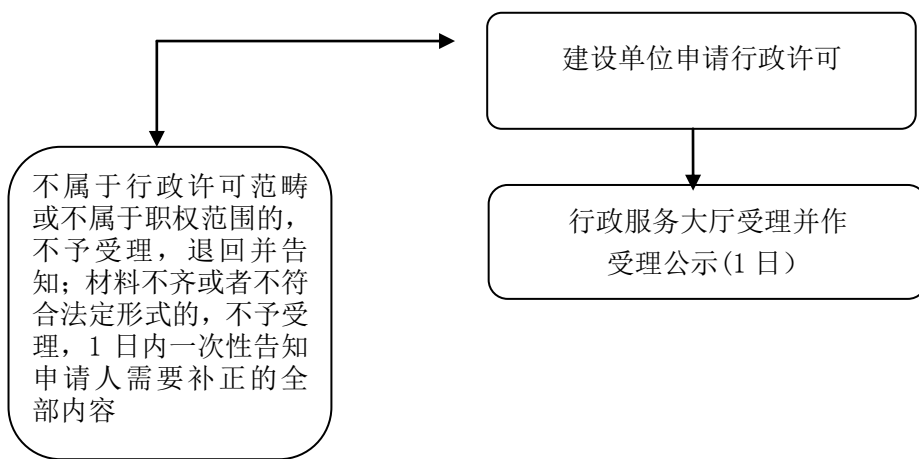 建设单位申请行政许可
不属于行政许可范畴
或不属于职权范围的，
不予受理，退回并告
知；材料不齐或者不符
合法定形式的，不予受
理，1 日内一次性告知
申请人需要补正的全
部内容
行政服务大厅受理并作
受理公示(1 日）